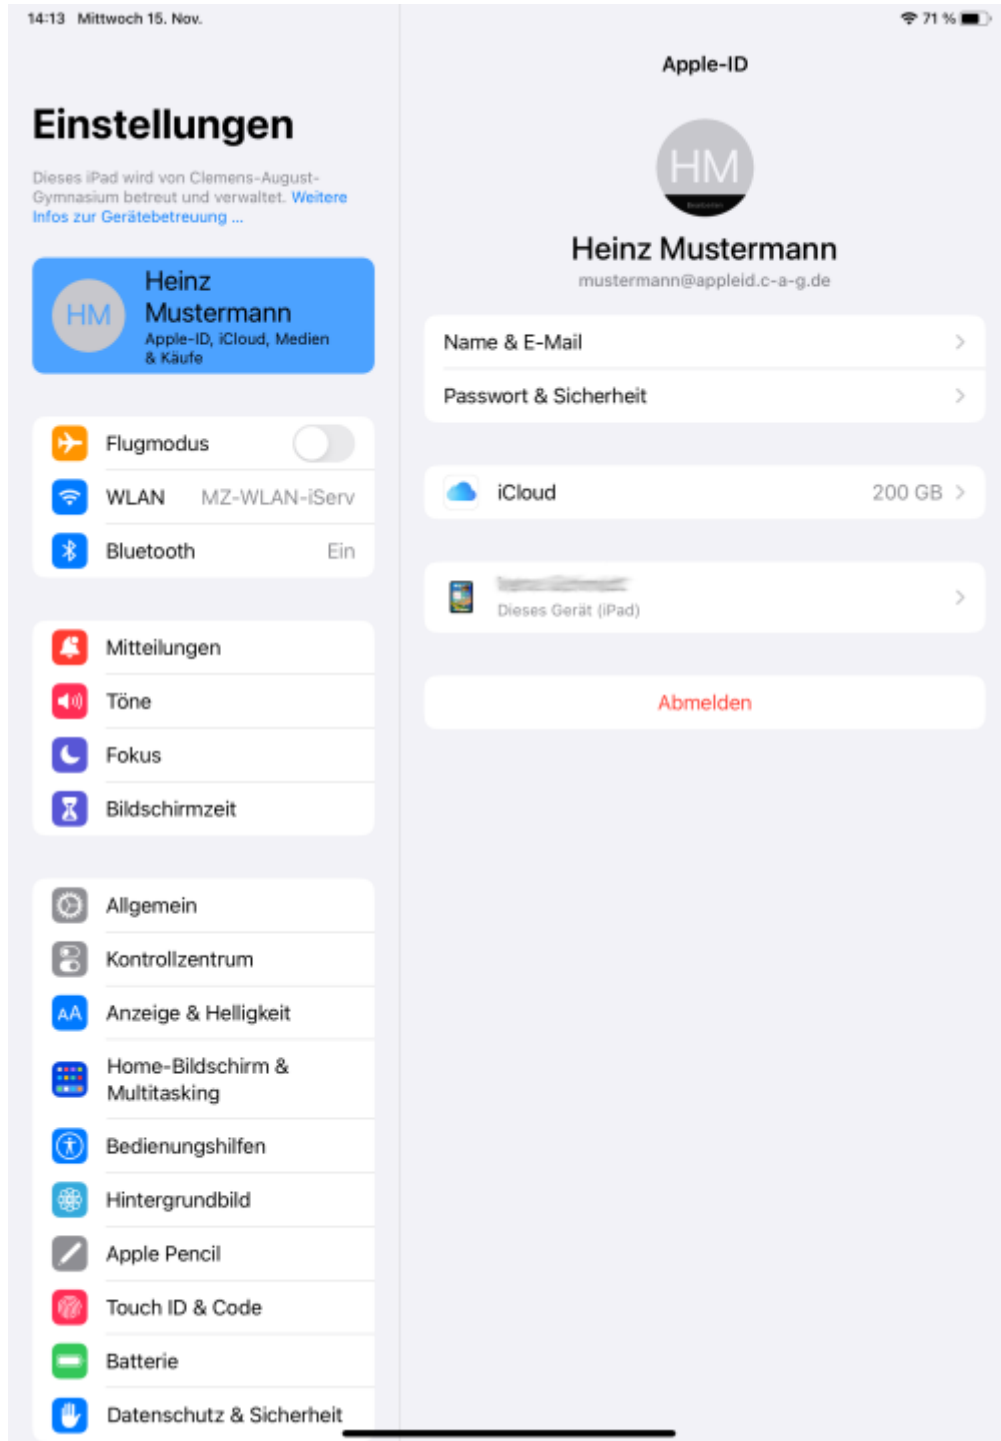 14:13 Mittwoch 15. Nov.
71 %
Einstellungen
Dieses iPad wird von Clemens-August-
Gymnasium betreut und verwaltet. Weitere
Infos zur Gerätebetreuung ...
HM
Heinz
Mustermann
Apple-ID, iCloud, Medien
& Käufe
Flugmodus
WLAN MZ-WLAN-iServ
Bluetooth Ein
Mitteilungen
Töne
Fokus
Bildschirmzeit
Allgemein
Kontrollzentrum
AA Anzeige & Helligkeit
Home-Bildschirm &
Multitasking
Bedienungshilfen
Hintergrundbild
Apple Pencil
Touch ID & Code
Batterie
Datenschutz & Sicherheit
Apple-ID
HM
Bearbeiten
Heinz Mustermann
mustermann@appleid.c-a-g.de
Name & E-Mail
Passwort & Sicherheit
iCloud 200 GB
Dieses Gerät (iPad)
Abmelden